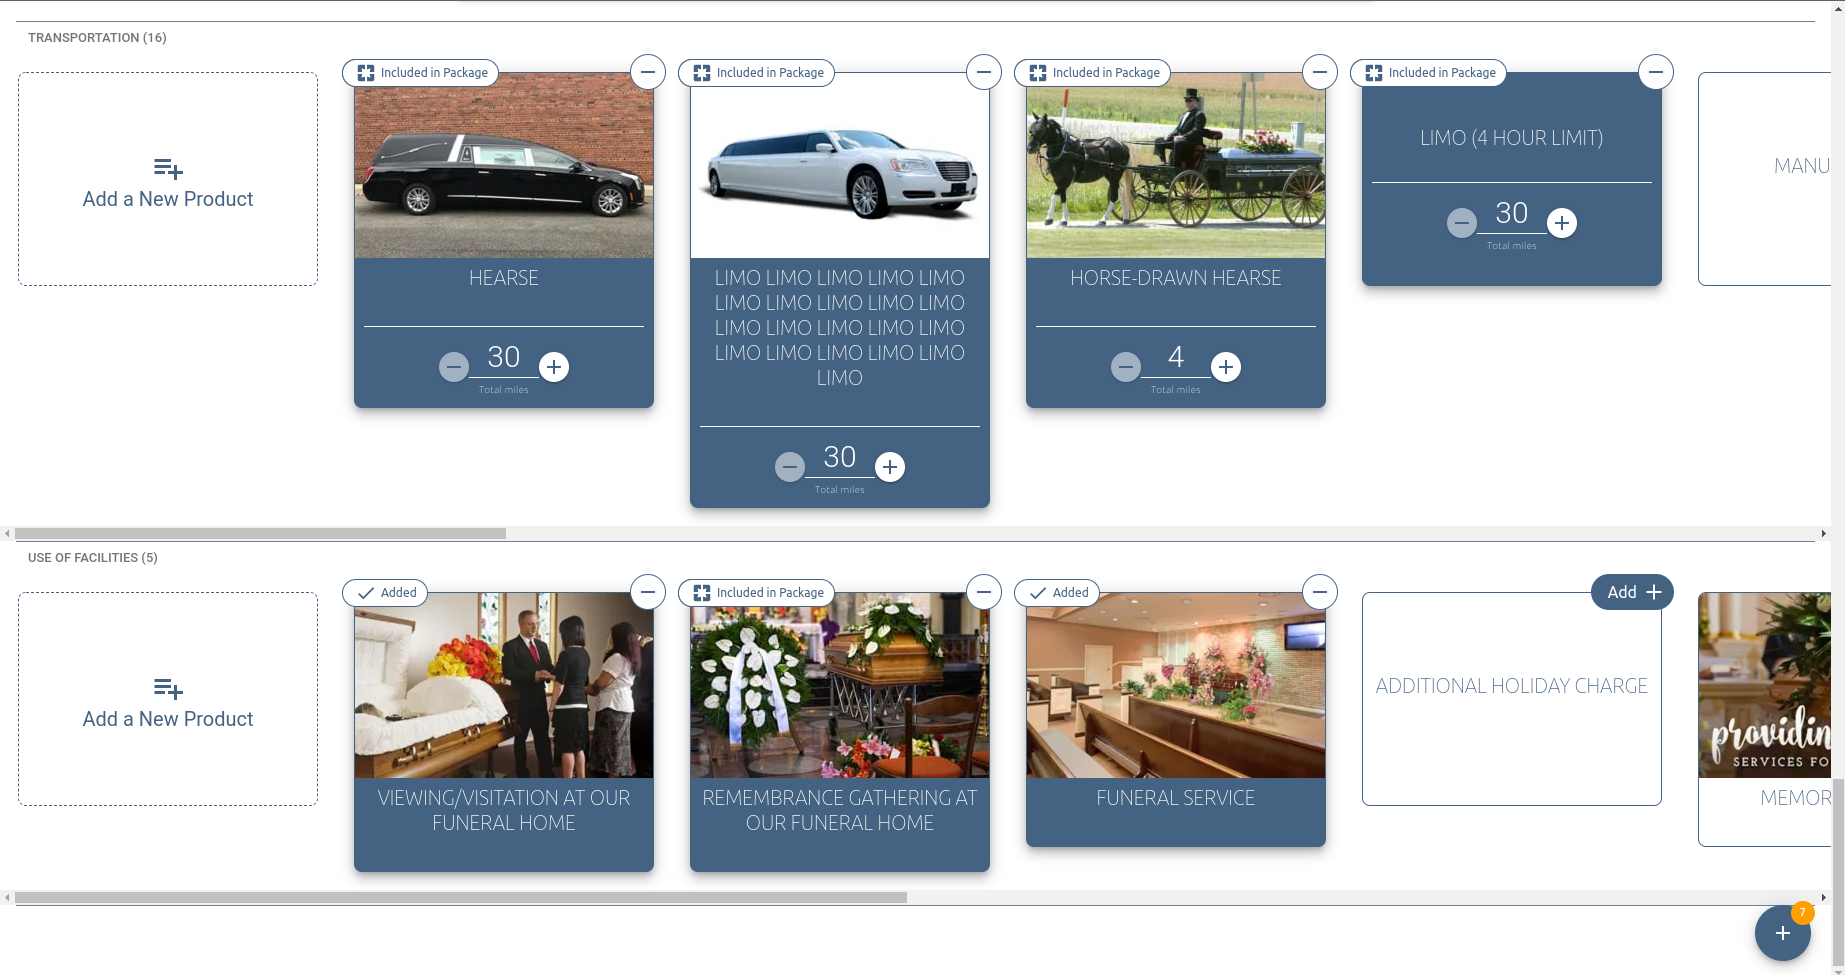 TRANSPORTATION (16)
Add a New Product
Included in Package
HEARSE
30
Total miles
Included in Package
LIMO LIMO LIMO LIMO LIMO
LIMO LIMO LIMO LIMO LIMO
LIMO LIMO LIMO LIMO LIMO
LIMO LIMO LIMO LIMO LIMO
LIMO
30
Total miles
Included in Package
HORSE-DRAWN HEARSE
4
Total miles
Included in Package
LIMO (4 HOUR LIMIT)
30
Total miles
MANU
USE OF FACILITIES (5)
Add a New Product
Added
VIEWING/VISITATION AT OUR
FUNERAL HOME
Included in Package
REMEMBRANCE GATHERING AT
OUR FUNERAL HOME
Added
FUNERAL SERVICE
Add
ADDITIONAL HOLIDAY CHARGE
providin
SERVICES FO
MEMOR
7